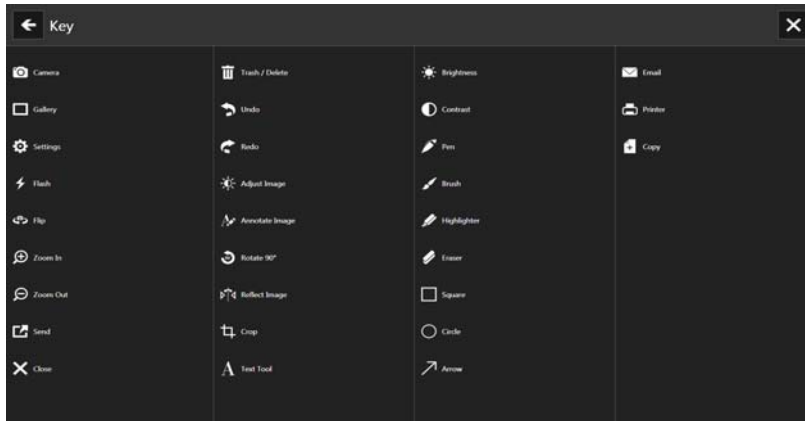 Key
Camera
Gallery
Settings
Flash
Flip
Zoom In
Zoom Out
Send
Close
Trash / Delete
Undo
Redo
Adjust Image
Annotate Image
Rotate 90°
Reflect Image
Crop
Text Tool
Brightness
Contrast
Pen
Brush
Highlighter
Eraser
Square
Circle
Arrow
Email
Printer
Copy